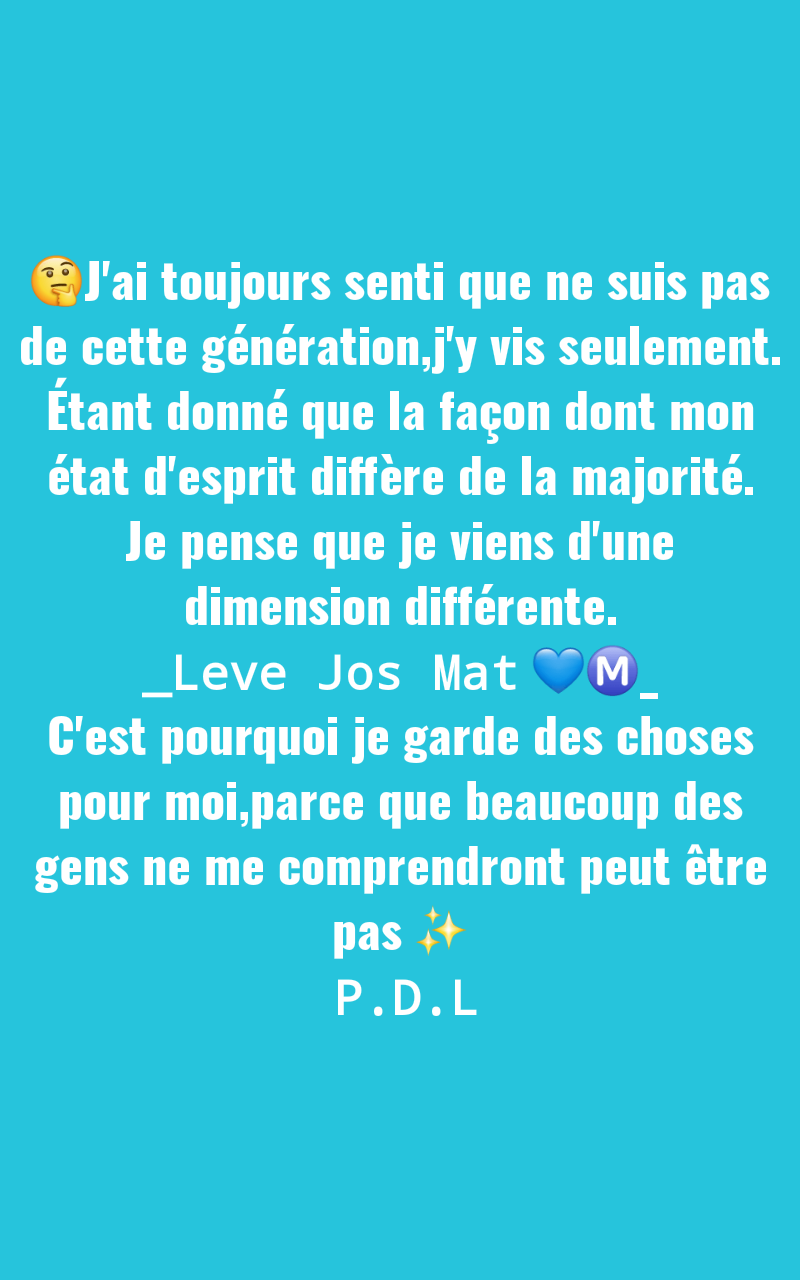 🤔J'ai toujours senti que ne suis pas
de cette génération,j'y vis seulement.
Étant donné que la façon dont mon
état d'esprit diffère de la majorité.
Je pense que je viens d'une
dimension différente.
_Leve Jos Mat 💙Ⓜ️_
C'est pourquoi je garde des choses
pour moi,parce que beaucoup des
gens ne me comprendront peut être
pas ✨
P.D.L